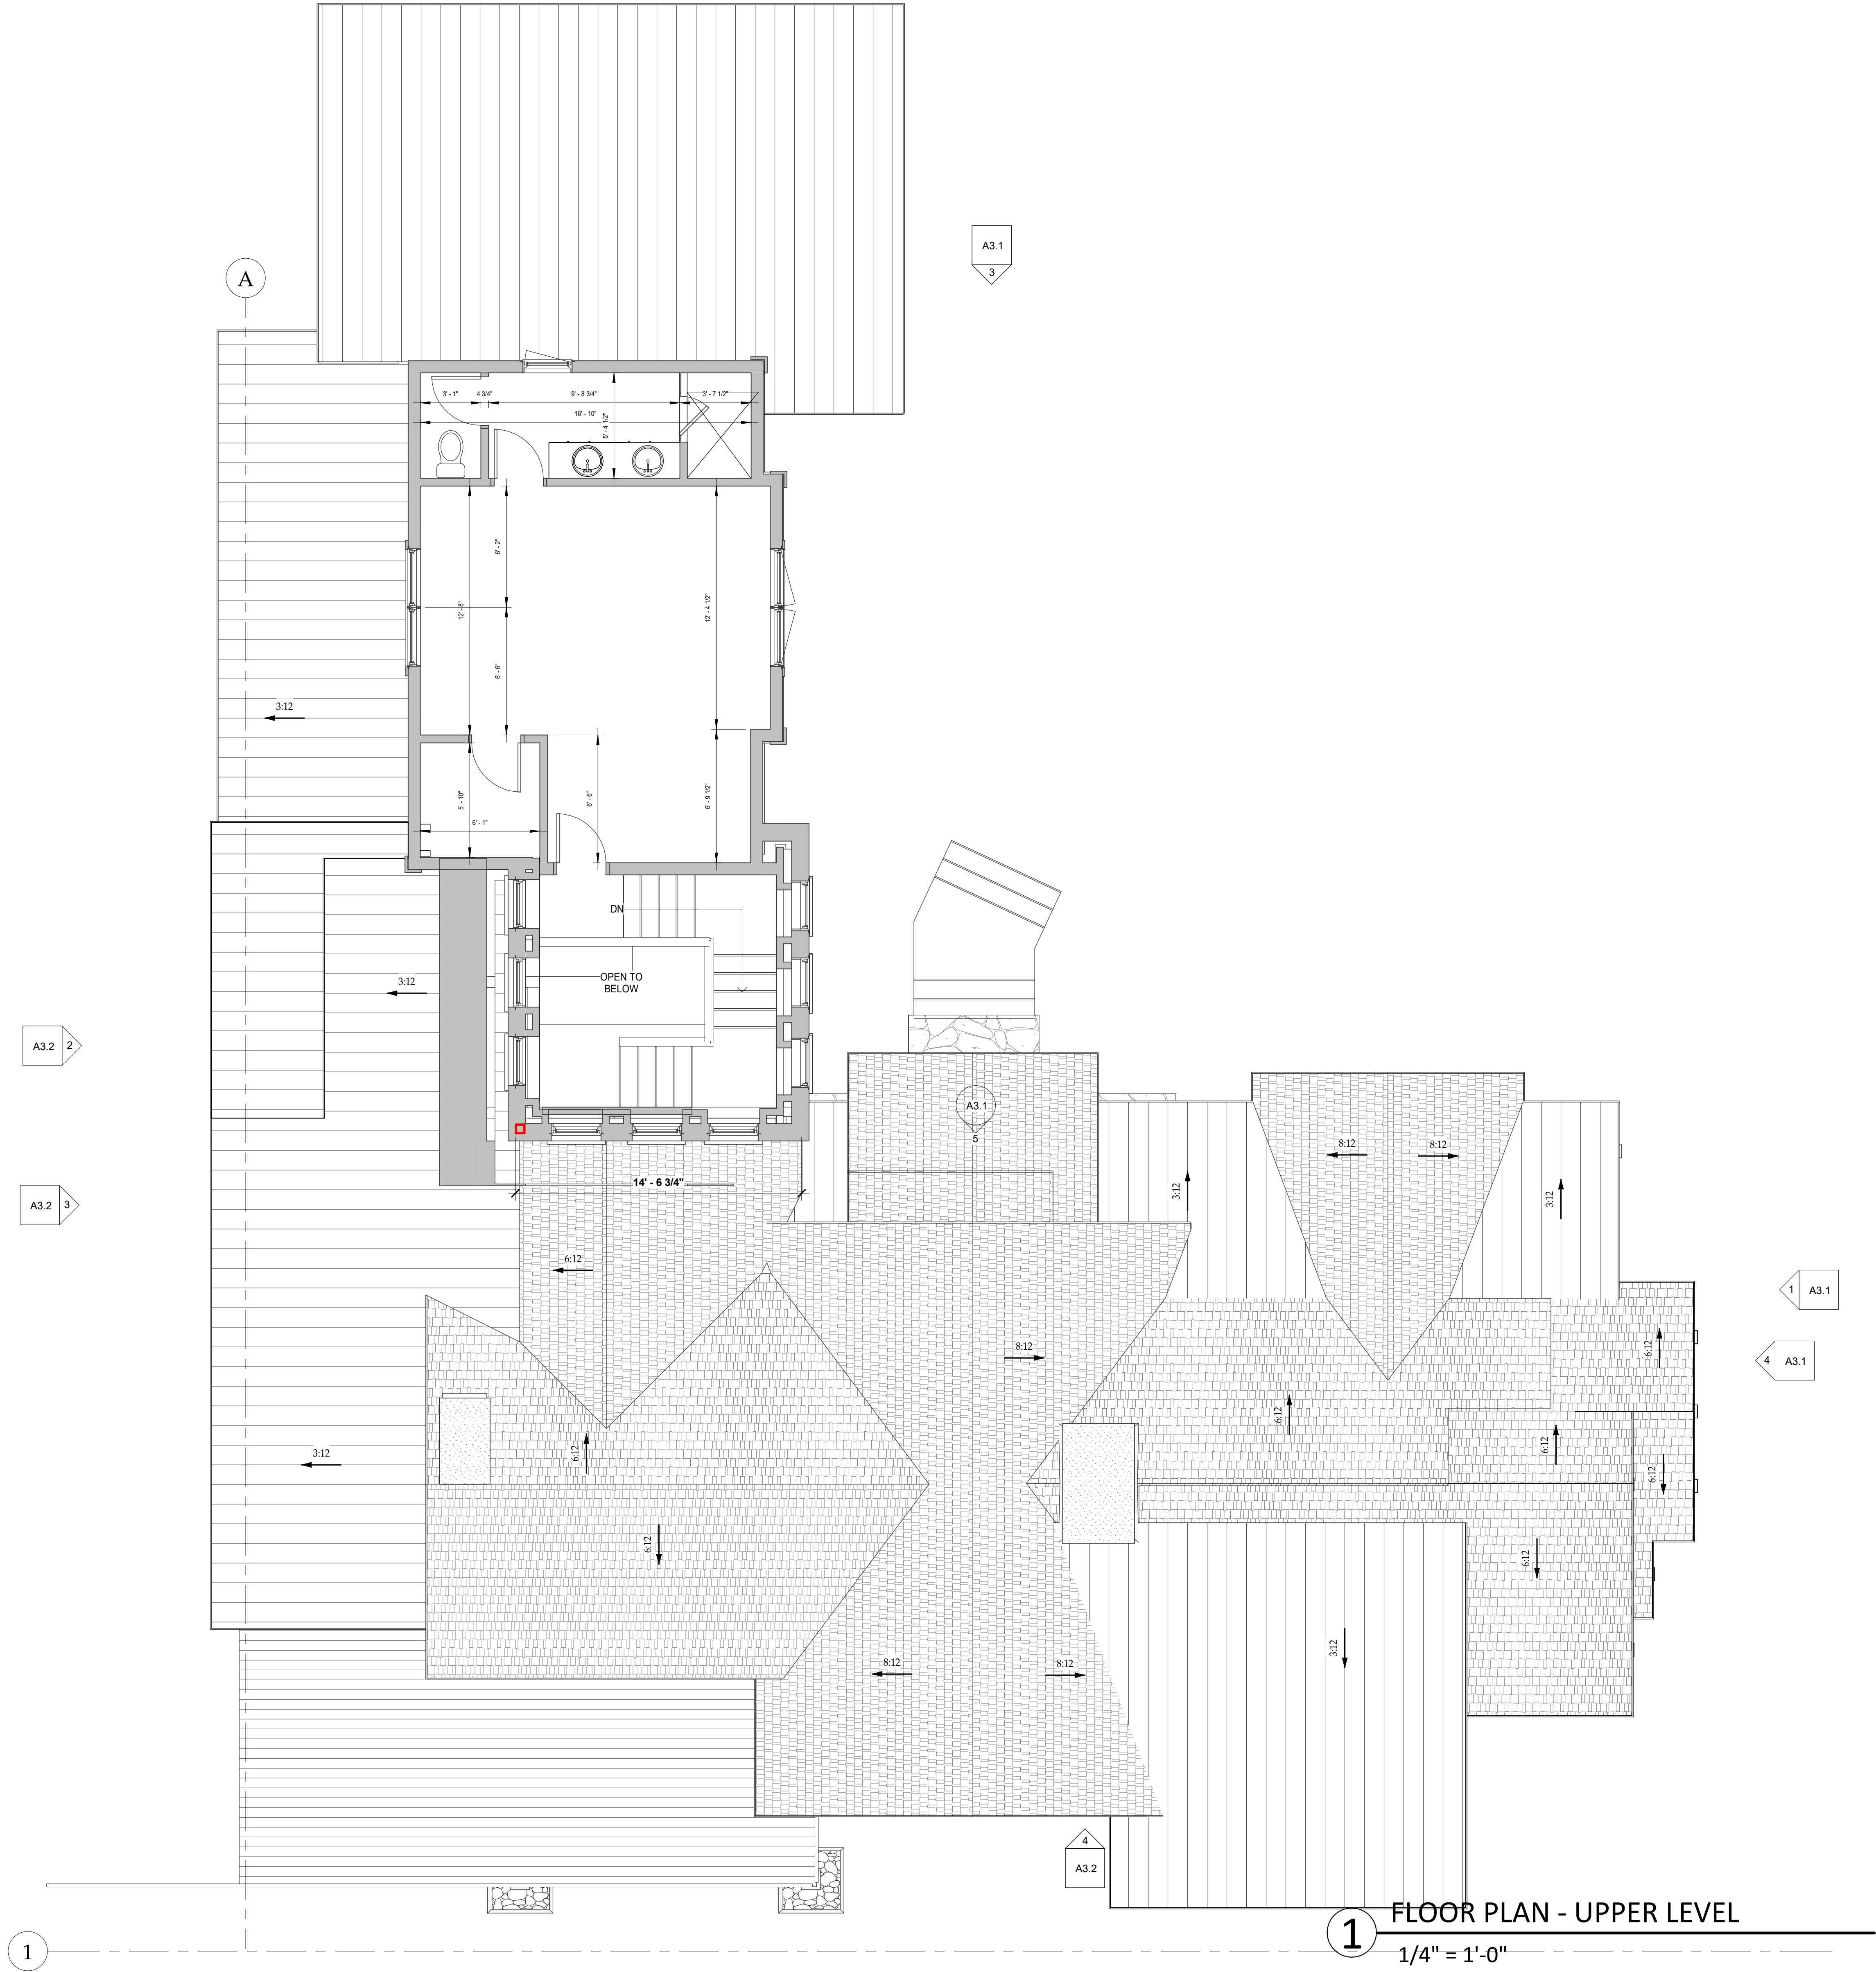 A3.1
3
A
3' - 1"
4 3/4"
9' - 8 3/4"
3' - 7 1/2"
16' - 10"
5' - 4 1/2"
6' - 2"
12' - 8"
12' - 4 1/2"
6' - 6"
3:12
5' - 10"
6' - 6"
6' - 9 1/2"
6' - 1"
DN
OPEN TO
BELOW
3:12
A3.2
2
A3.1
5
8:12
8:12
14' - 6 3/4"
3:12
3:12
A3.2
3
6:12
1
A3.1
8:12
6:12
4
A3.1
6:12
6:12
6:12
3:12
6:12
6:12
6:12
3:12
8:12
8:12
4
A3.2
1
FLOOR PLAN - UPPER LEVEL
1/4" = 1'-0"
1